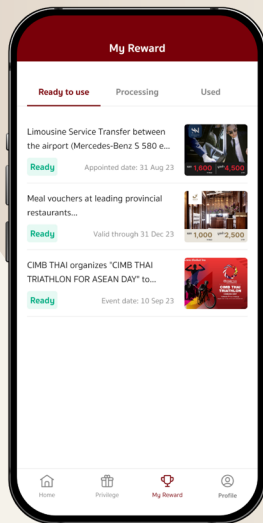 My Reward
Ready to use
Processing
Used
Limousine Service Transfer between
the airport (Mercedes-Benz S 580 e...
Ready
Appointed date: 31 Aug 23
1,600
4,500
Meal vouchers at leading provincial
restaurants...
Ready
Valid through 31 Dec 23
1,000
2,500
CIMB THAI organizes "CIMB THAI
TRIATHLON FOR ASEAN DAY" to...
Ready
Event date: 10 Sep 23
CIMB THAI
TRIATHLON
Home
Privilege
My Reward
Profile